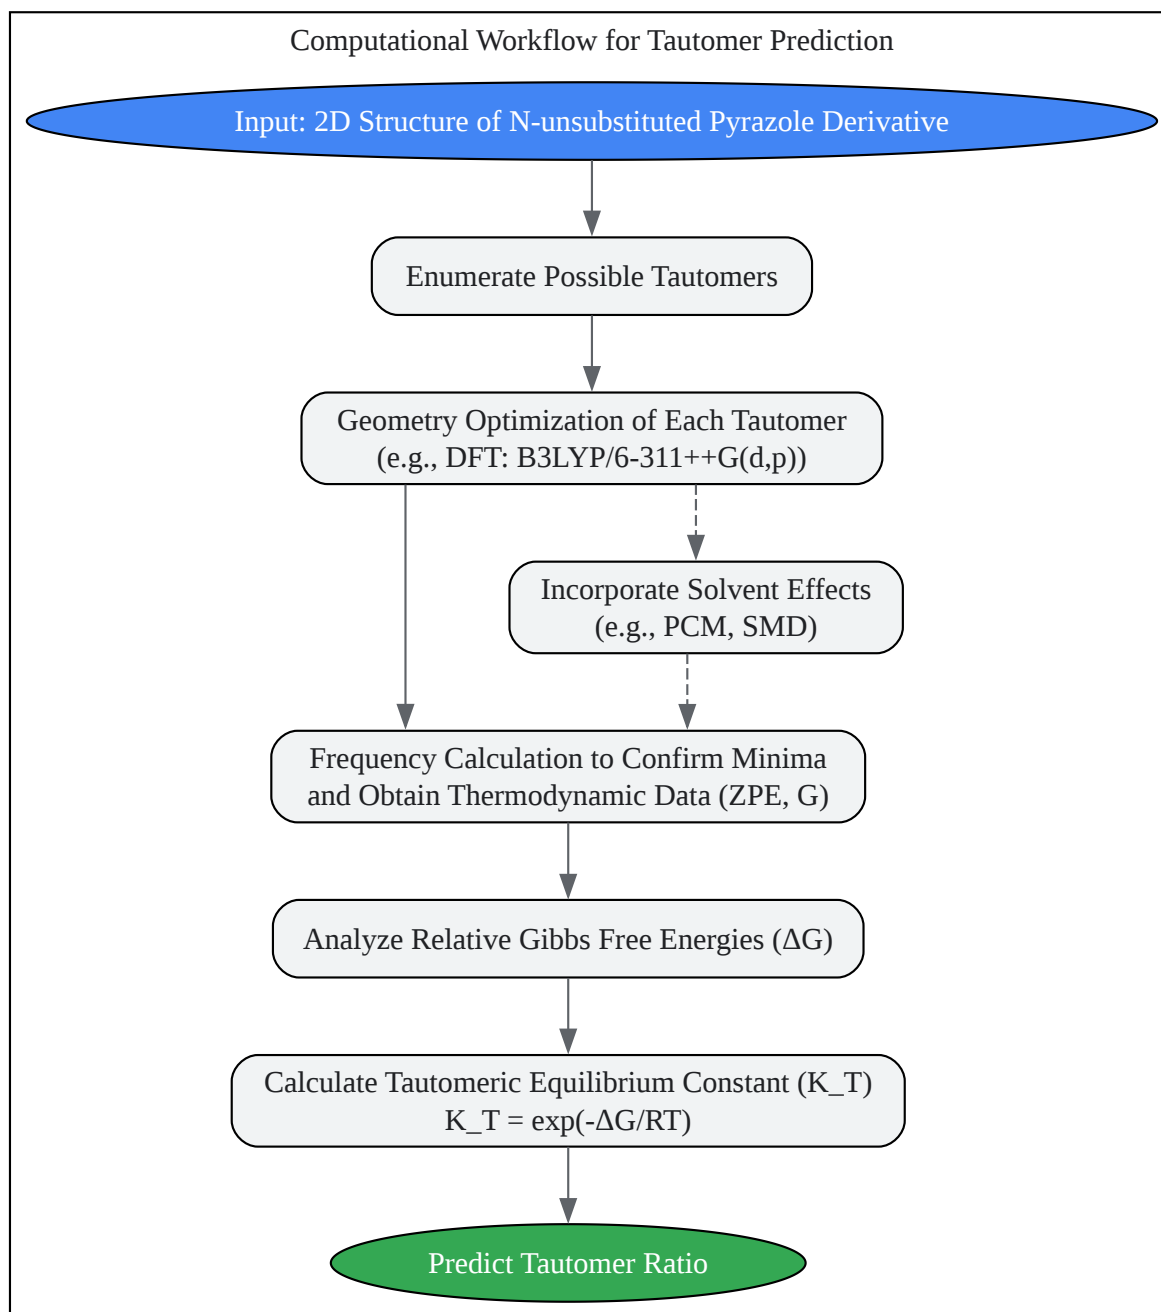 Computational Workflow for Tautomer Prediction
Input: 2D Structure of N-unsubstituted Pyrazole Derivative
Enumerate Possible Tautomers
Geometry Optimization of Each Tautomer
(e.g., DFT: B3LYP/6-311++G(d,p))
Incorporate Solvent Effects
(e.g., PCM, SMD)
Frequency Calculation to Confirm Minima
and Obtain Thermodynamic Data (ZPE, G)
Analyze Relative Gibbs Free Energies (ΔG)
Calculate Tautomeric Equilibrium Constant (K_T)
K_T = exp(-ΔG/RT)
Predict Tautomer Ratio